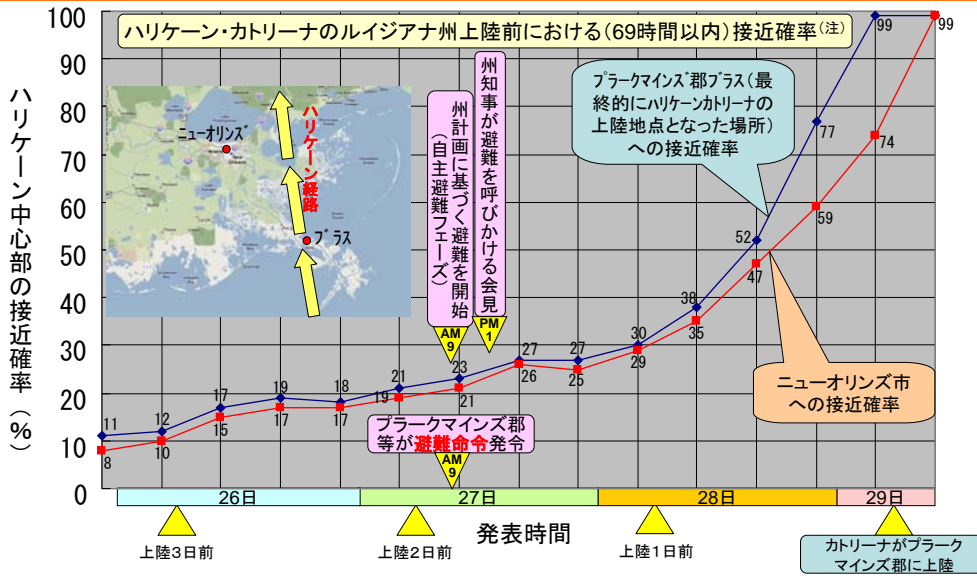 ハリケーン・カトリーナのルイジアナ州上陸前における(69時間以内)接近確率(注)
ハリケーン中心部の接近確率(%)
100
90
80
70
60
50
40
30
20
10
0
ニューオリンズ
ハリケーン経路
ブラス
州計画に基づく避難を開始
(自主避難フェーズ)
AM
9
州知事が避難を呼びかける会見
PM
1
プラークマインズ郡ブラス(最
終的にハリケーンカトリーナの
上陸地点となった場所)
への接近確率
ニューオリンズ市
への接近確率
プラークマインズ郡
等が避難命令発令
AM
9
11
12
17
19
18
21
23
27
27
30
38
52
77
99
8
10
15
17
17
19
21
26
25
29
35
47
59
74
99
26日
27日
28日
29日
発表時間
上陸3日前
上陸2日前
上陸1日前
カトリーナがプラーク
マインズ郡に上陸